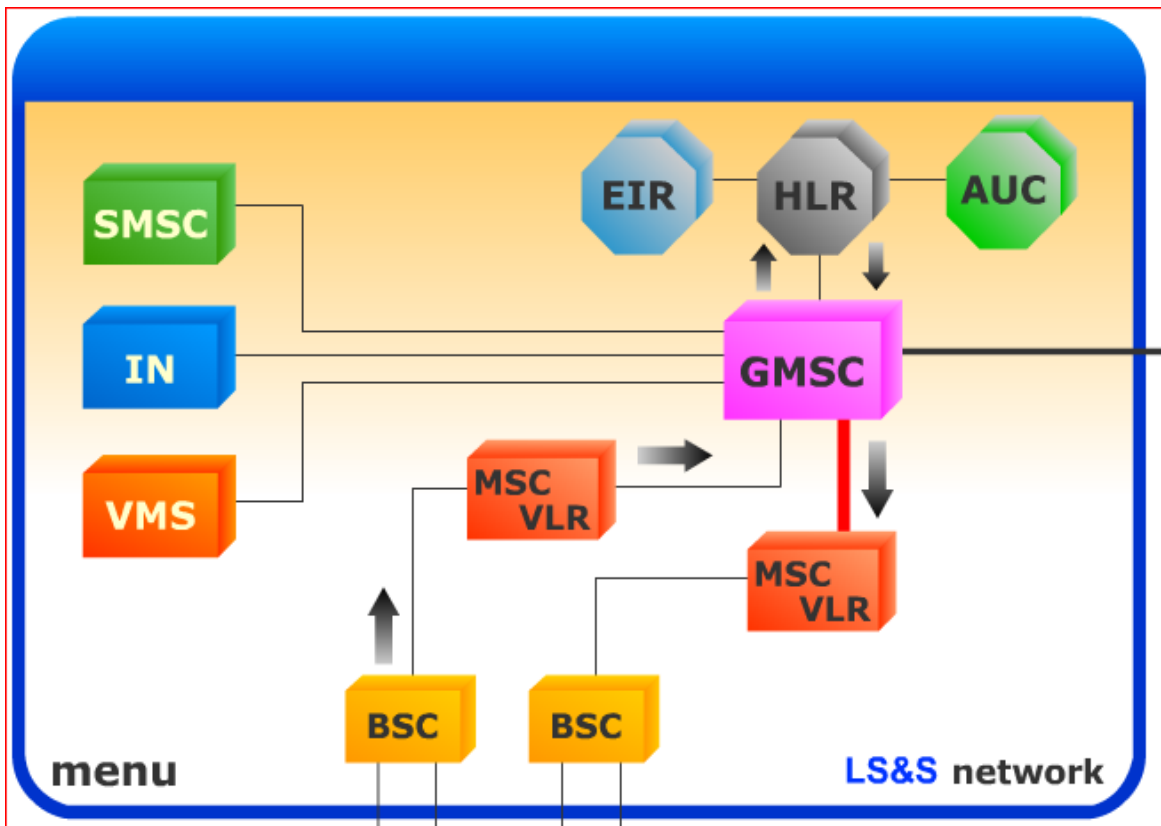 EIR
HLR
AUC
SMSC
IN
GMSC
VMS
MSC
VLR
MSC
VLR
BSC
BSC
menu
LS&S network